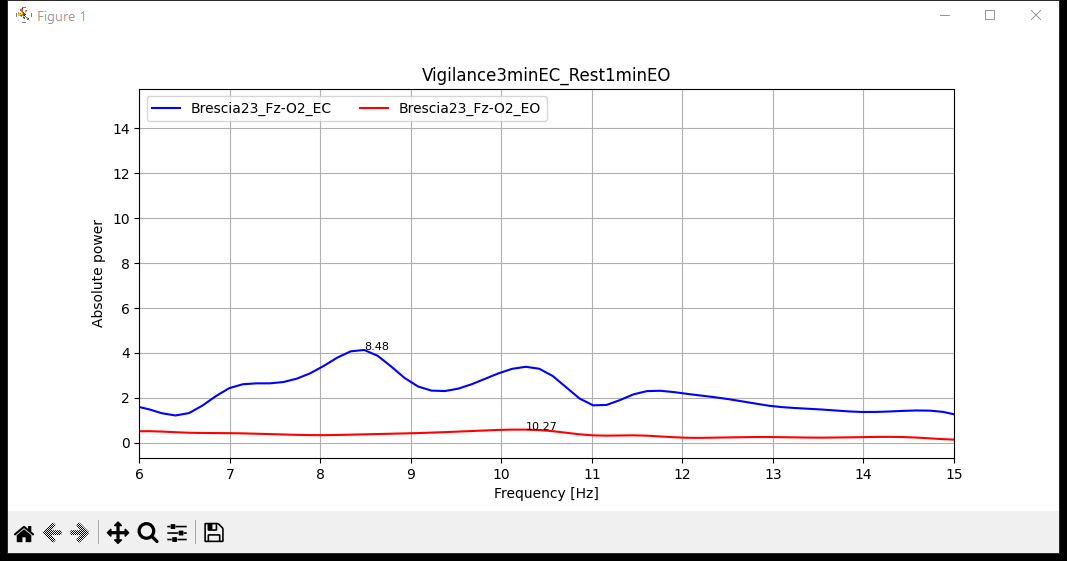 Figure 1
Vigilance3minEC_Rest1minEO
Brescia23_Fz-O2_EC
Brescia23_Fz-O2_EO
14
12
10
8
6
4
2
0
Absolute power
8.48
10.27
6 7 8 9 10 11 12 13 14 15
Frequency [Hz]